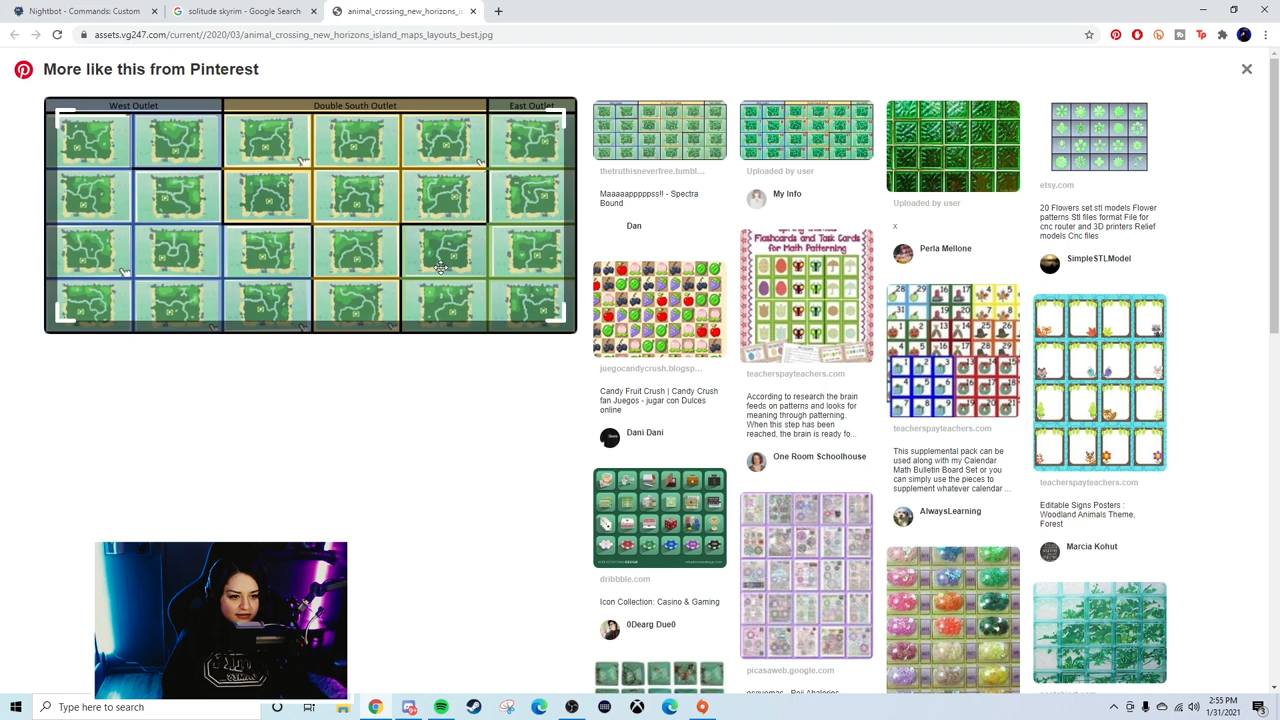 Nightbot - Commands: Custom
solitude skyrim - Google Search
animal_crossing_new_horizons_is
assets.vg247.com/current//2020/03/animal_crossing_new_horizons_island_maps_layouts_best.jpg
More like this from Pinterest
West Outlet
Double South Outlet
East Outlet
thetruthisneverfree.tumbl...
Maaaaapppppss!! - Spectra
Bound
Dan
juegocandycrush.blogsp...
Candy Fruit Crush | Candy Crush
fan Juegos - jugar con Dulces
online
Dani Dani
dribbble.com
Icon Collection: Casino & Gaming
0Dearg Due0
Uploaded by user
My Info
Flashcards and Task Cards
for Math Patterning
teacherspayteachers.com
According to research the brain
feeds on patterns and looks for
meaning through patterning.
When this step has been
reached, the brain is ready fo...
One Room Schoolhouse
picasaweb.google.com
Uploaded by user
x
Perla Mellone
teacherspayteachers.com
This supplemental pack can be
used along with my Calendar
Math Bulletin Board Set or you
can simply use the pieces to
supplement whatever calendar ...
AlwaysLearning
etsy.com
20 Flowers set stl models Flower
patterns Stl files format File for
cnc router and 3D printers Relief
models Cnc files
SimpleSTLModel
teacherspayteachers.com
Editable Signs Posters :
Woodland Animals Theme,
Forest
Marcia Kohut
Type here to search
2:55 PM
1/31/2021